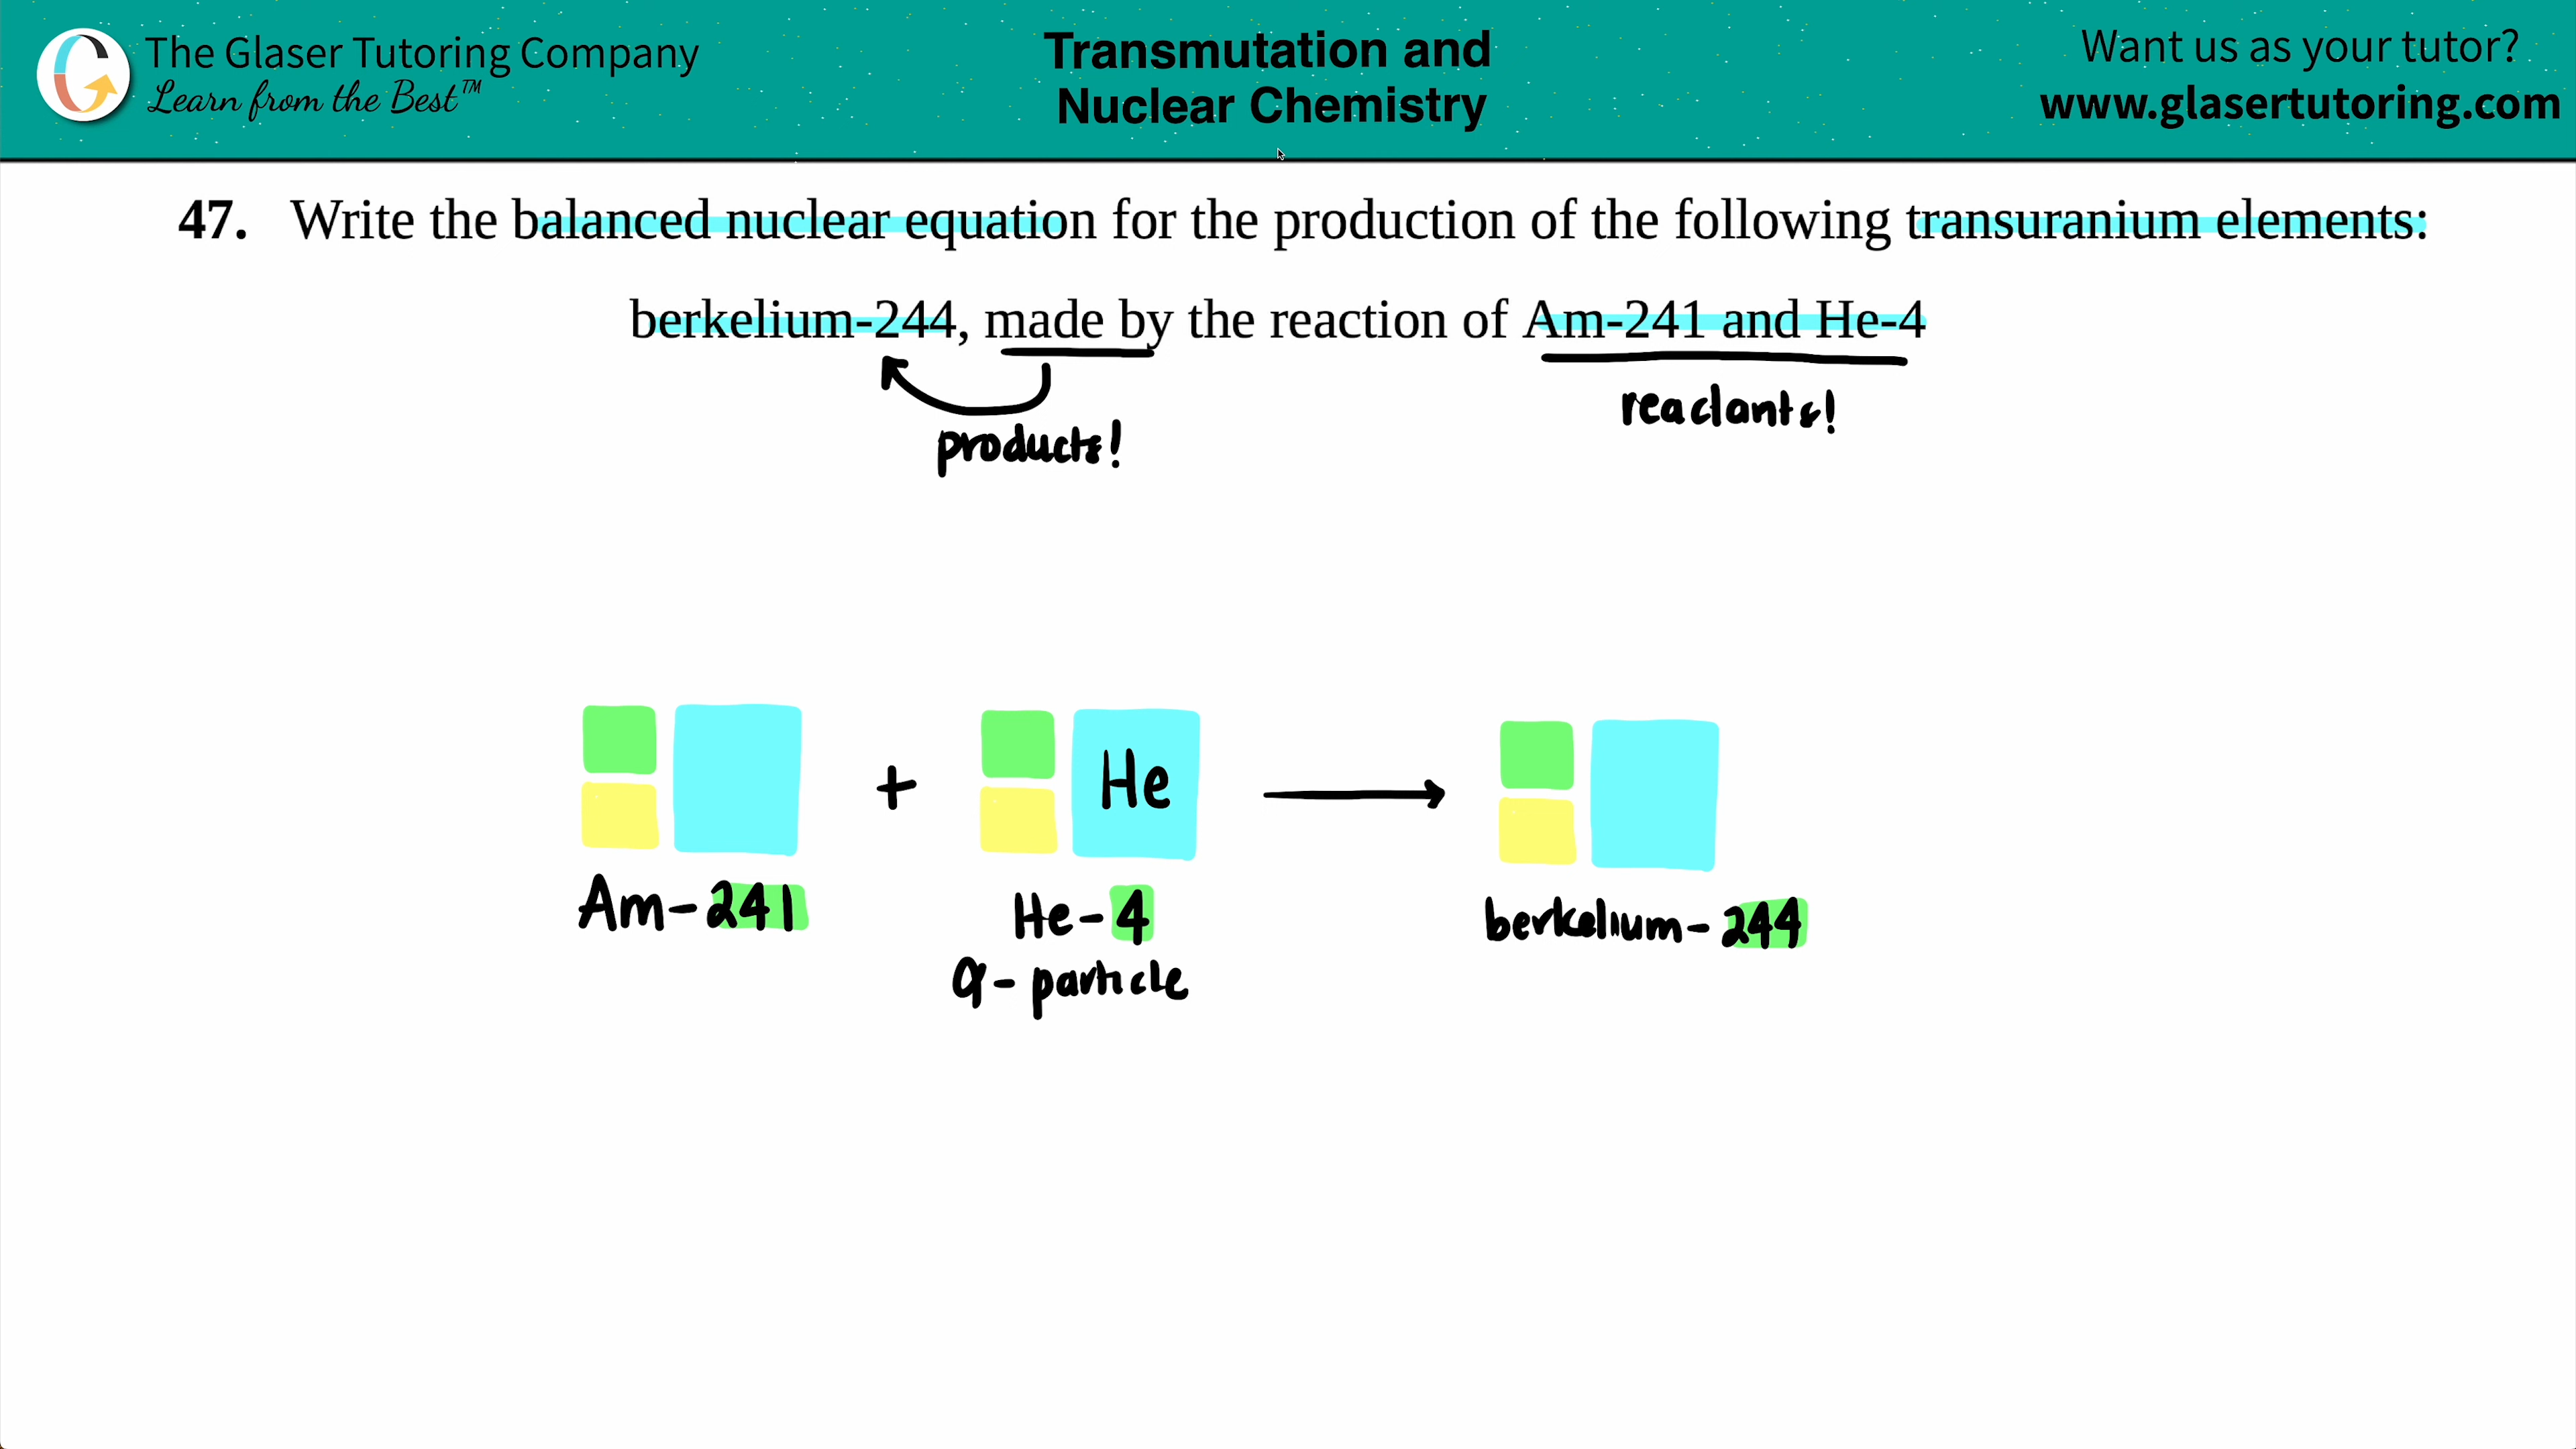 The Glaser Tutoring Company
Learn from the Best™
Transmutation and
Nuclear Chemistry
Want us as your tutor?
www.glasertutoring.com
47. Write the balanced nuclear equation for the production of the following transuranium elements:
berkelium-244, made by the reaction of Am-241 and He-4
products!
reactants!
+ He
Am-241
He-4
berkelium-244
α-particle